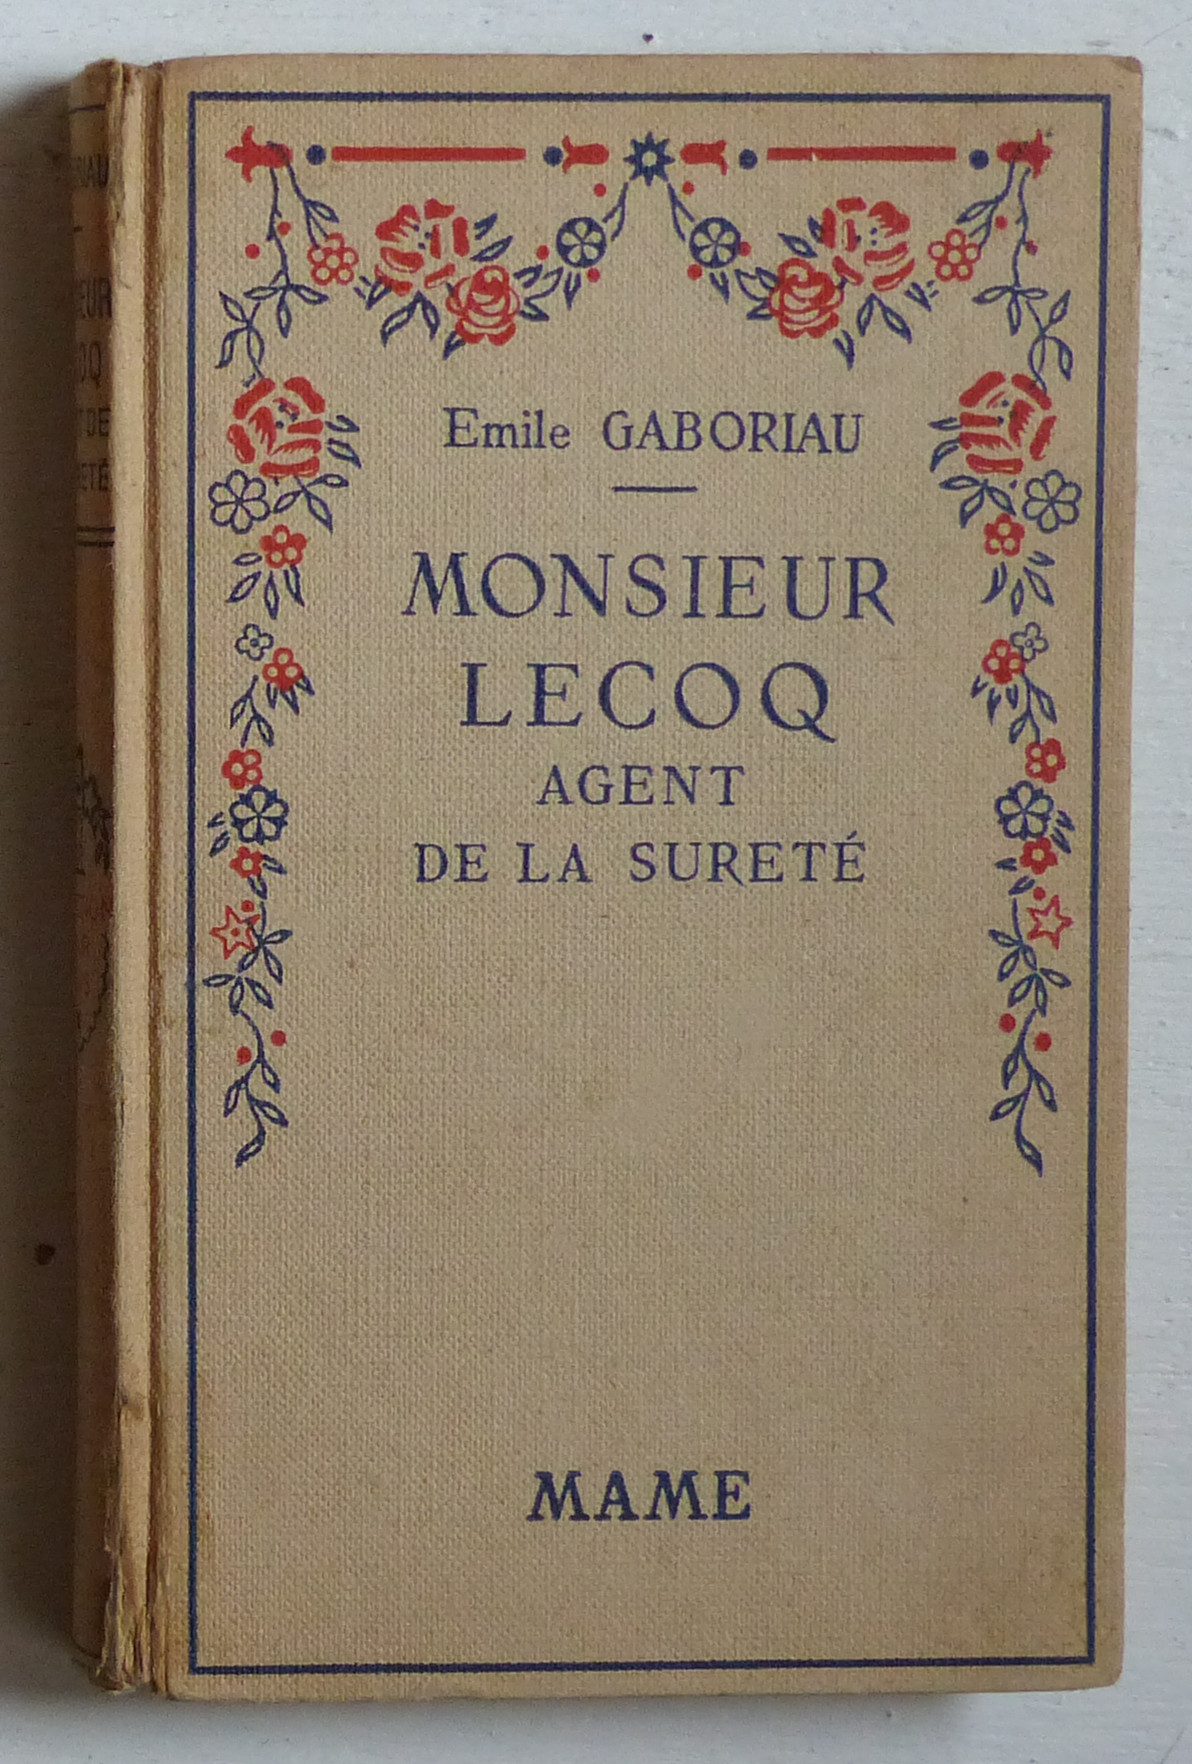 Emile GABORIAU
MONSIEUR
LECOQ
AGENT
DE LA SURETÉ
MAME